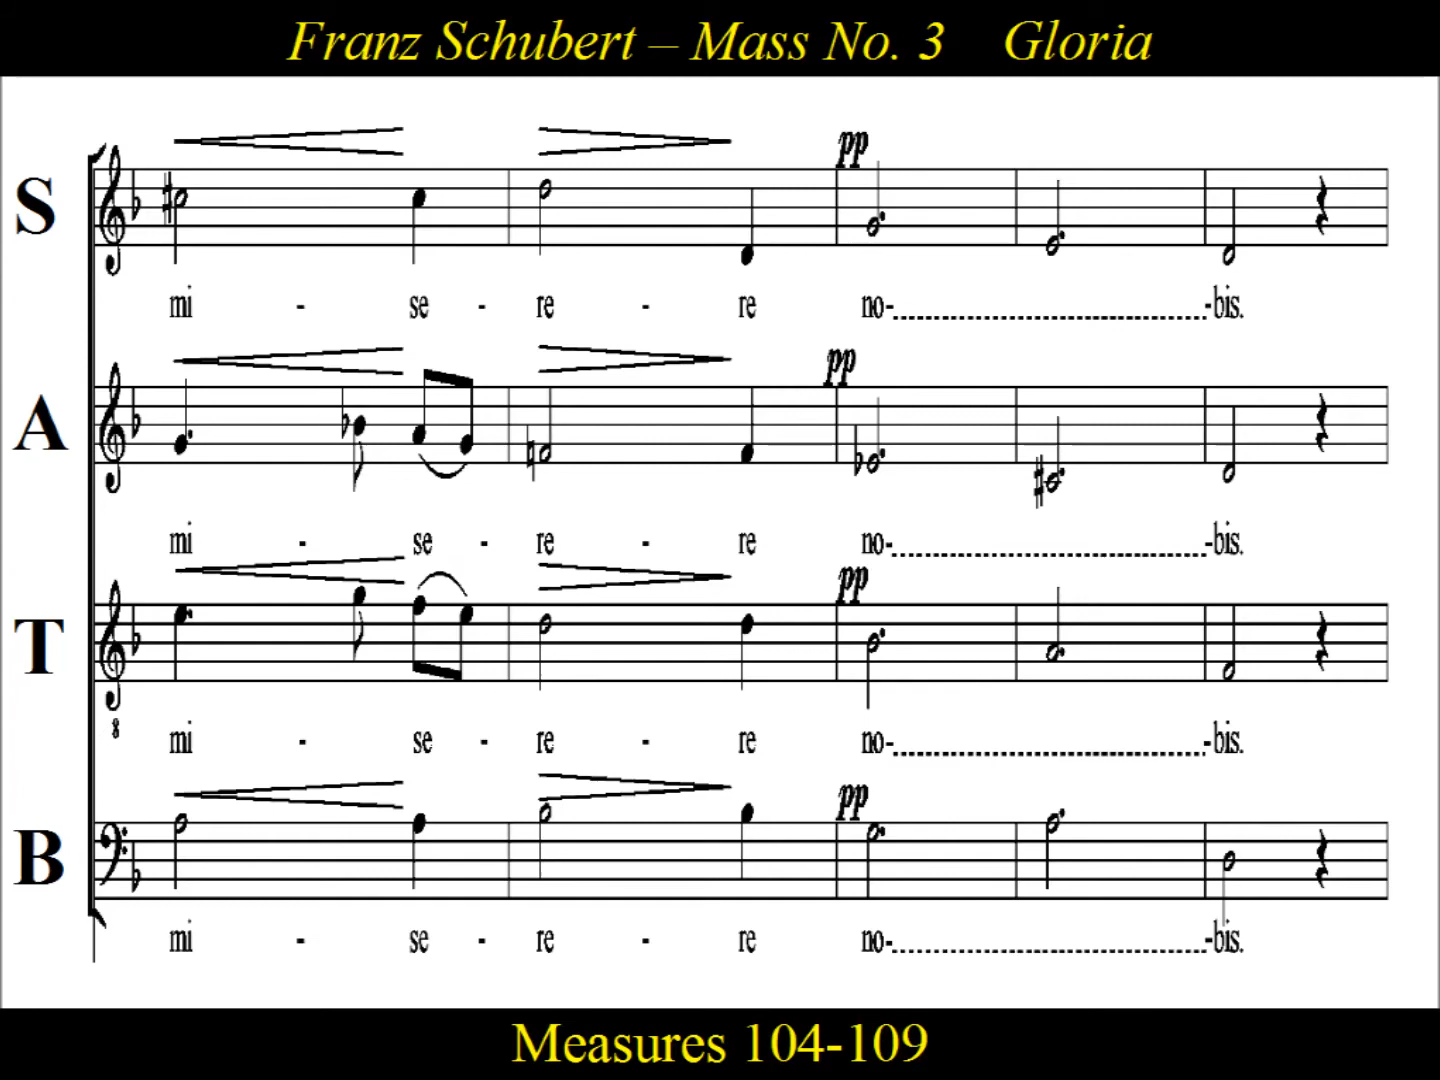 Franz Schubert – Mass No. 3 Gloria
pp
S
mi - se - re - re no- -bis.
pp
A
mi - se - re - re no- -bis.
pp
T
8
mi - se - re - re no- -bis.
pp
B
mi - se - re - re no- -bis.
Measures 104-109